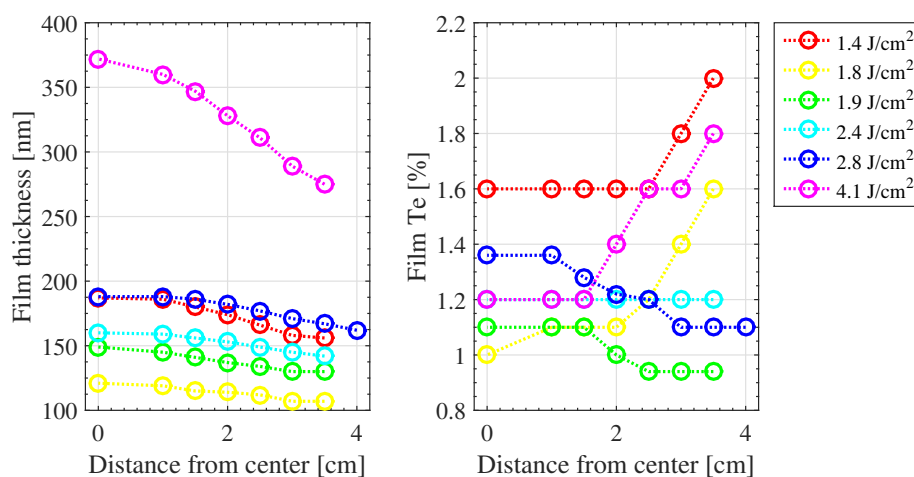 400
350
300
250
200
150
100
0
2
4
Film thickness [nm]
Distance from center [cm]
2.2
2
1.8
1.6
1.4
1.2
1
0.8
0
2
4
Film Te [%]
Distance from center [cm]
1.4 J/cm²
1.8 J/cm²
1.9 J/cm²
2.4 J/cm²
2.8 J/cm²
4.1 J/cm²